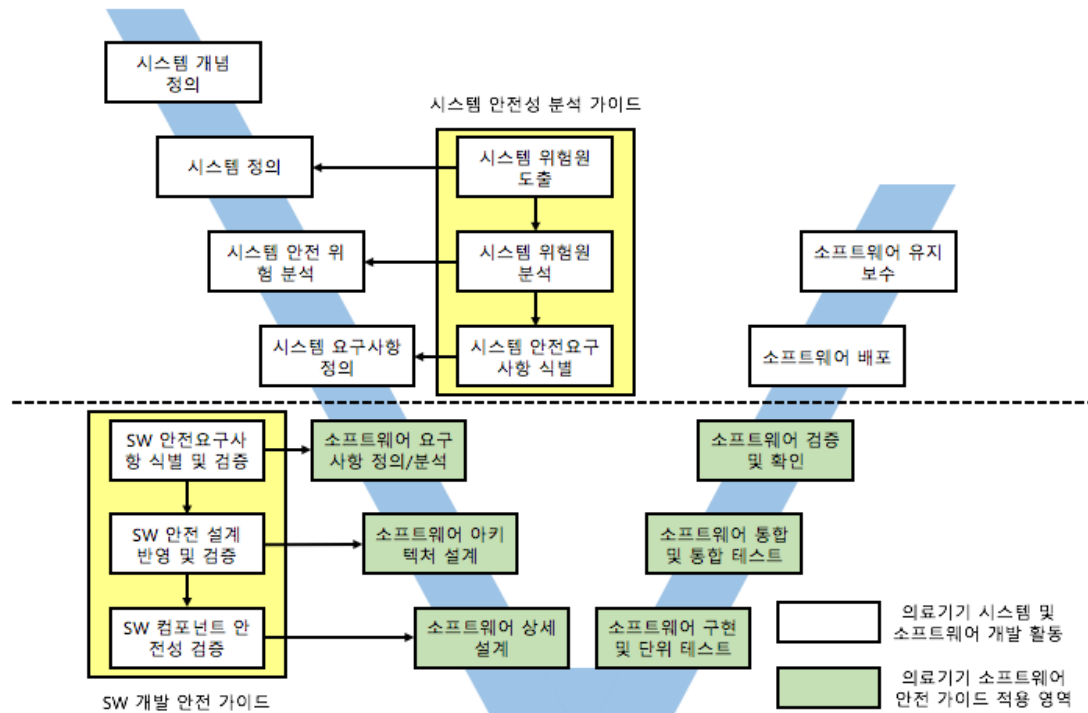 시스템 개념
정의
시스템 안전성 분석 가이드
시스템 정의
시스템 위험원
도출
시스템 안전 위
험 분석
시스템 위험원
분석
소프트웨어 유지
보수
시스템 요구사항
정의
시스템 안전요구
사항 식별
소프트웨어 배포
SW 안전요구사
항 식별 및 검증
소프트웨어 요구
사항 정의/분석
소프트웨어 검증
및 확인
SW 안전 설계
반영 및 검증
소프트웨어 아키
텍처 설계
소프트웨어 통합
및 통합 테스트
SW 컴포넌트 안
전성 검증
소프트웨어 상세
설계
소프트웨어 구현
및 단위 테스트
의료기기 시스템 및
소프트웨어 개발 활동
의료기기 소프트웨어
안전 가이드 적용 영역
SW 개발 안전 가이드